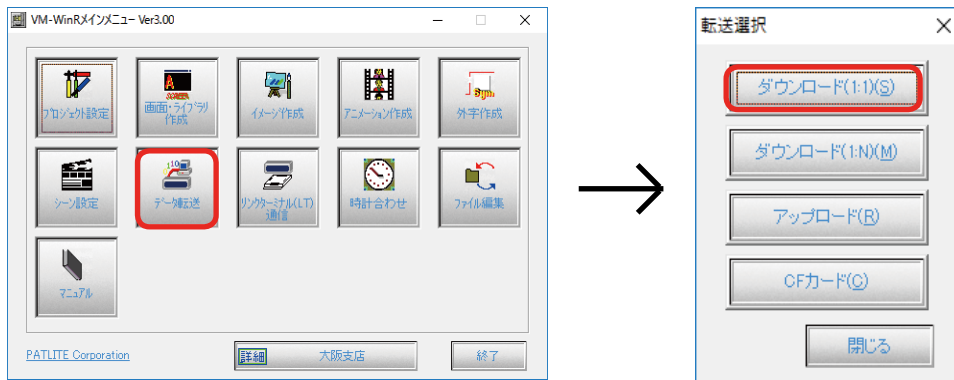 VM-WinRメインメニュー Ver3.00
プロジェクト設定
画面・ライブラリ
作成
イメージ作成
アニメーション作成
外字作成
シーン設定
データ転送
リンクターミナル(LT)
通信
時計合わせ
ファイル編集
マニュアル
PATLITE Corporation
詳細
大阪支店
終了
転送選択
ダウンロード(1:1)(S)
ダウンロード(1:N)(M)
アップロード(R)
CFカード(C)
閉じる